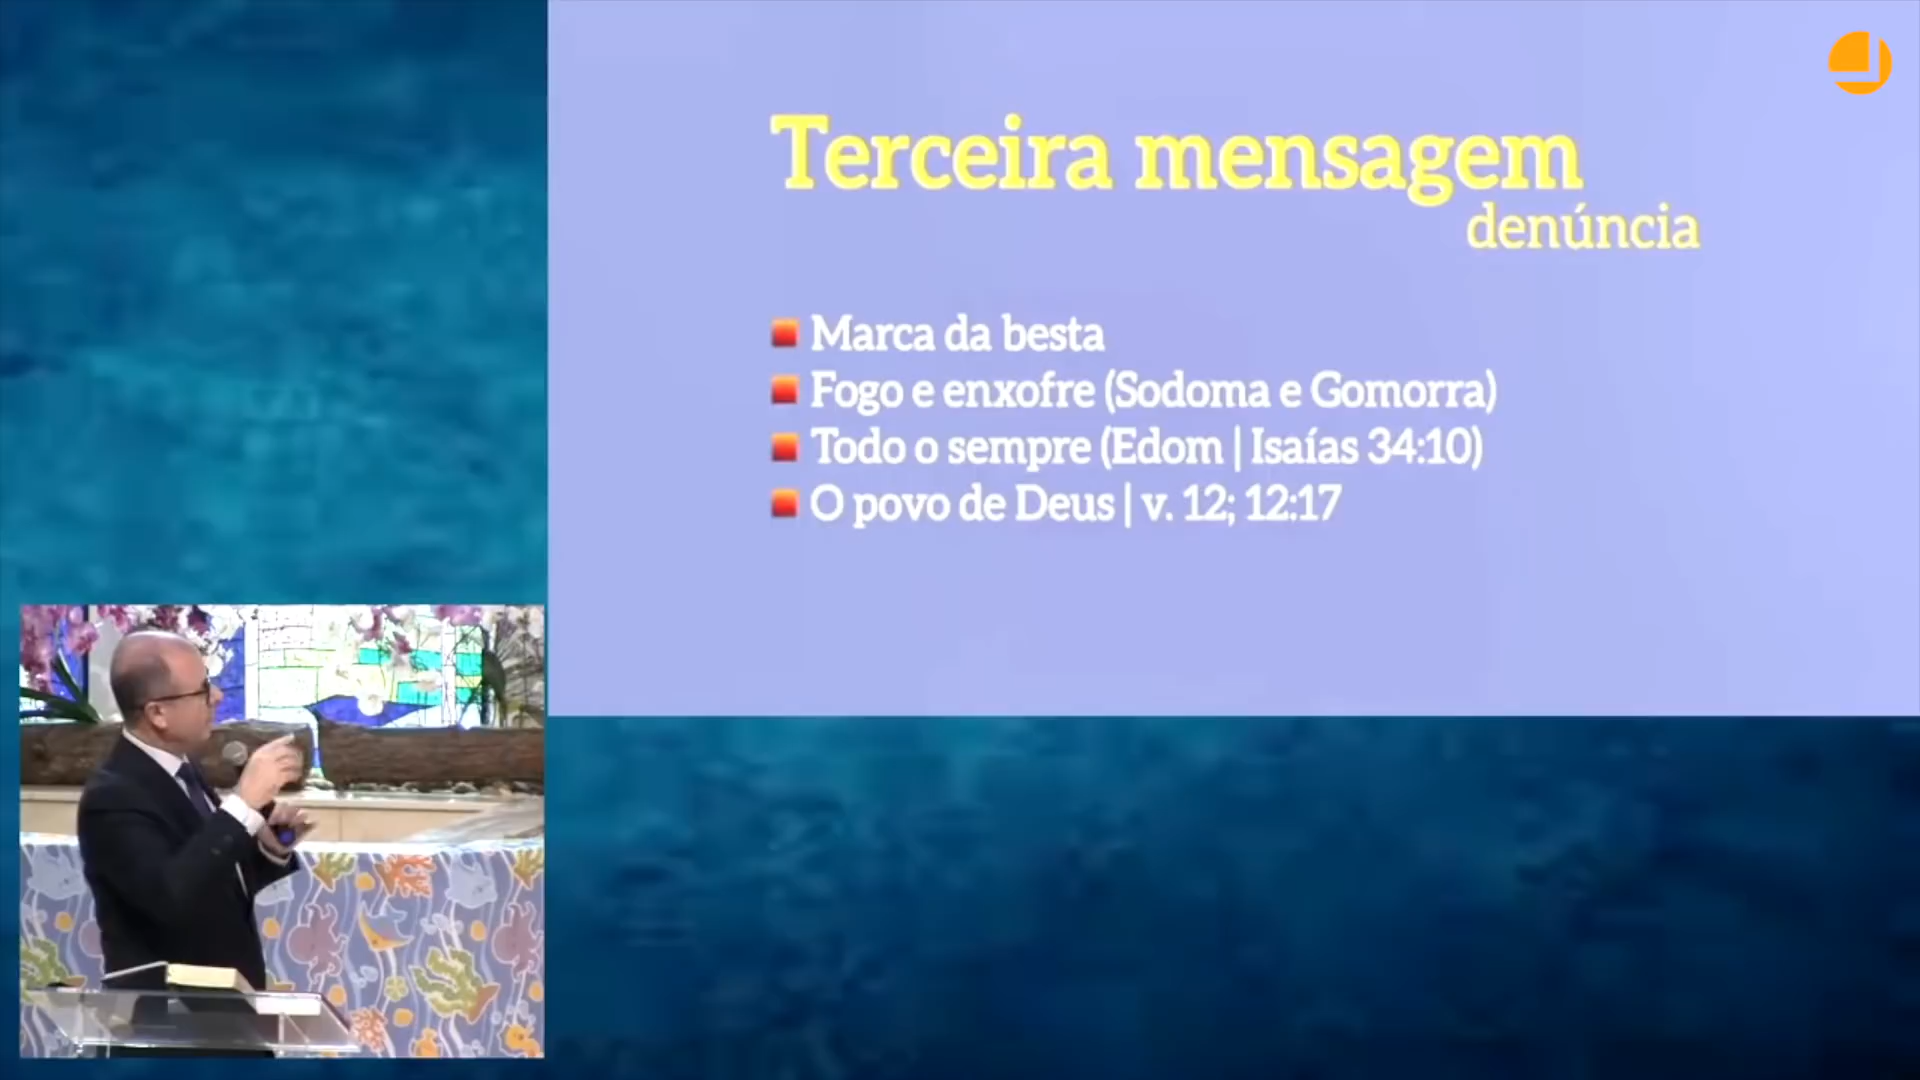 Terceira mensagem
denúncia
Marca da besta
Fogo e enxofre (Sodoma e Gomorra)
Todo o sempre (Edom | Isaías 34:10)
O povo de Deus | v. 12; 12:17